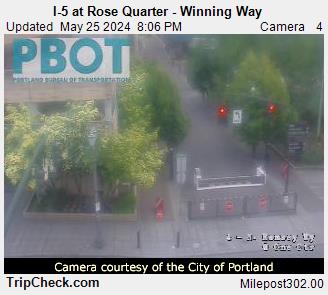 I-5 at Rose Quarter - Winning Way
Updated May 25 2024 8:06 PM Camera 4
PBOT
PORTLAND BUREAU OF TRANSPORTATION
Camera courtesy of the City of Portland
TripCheck.com Milepost302.00